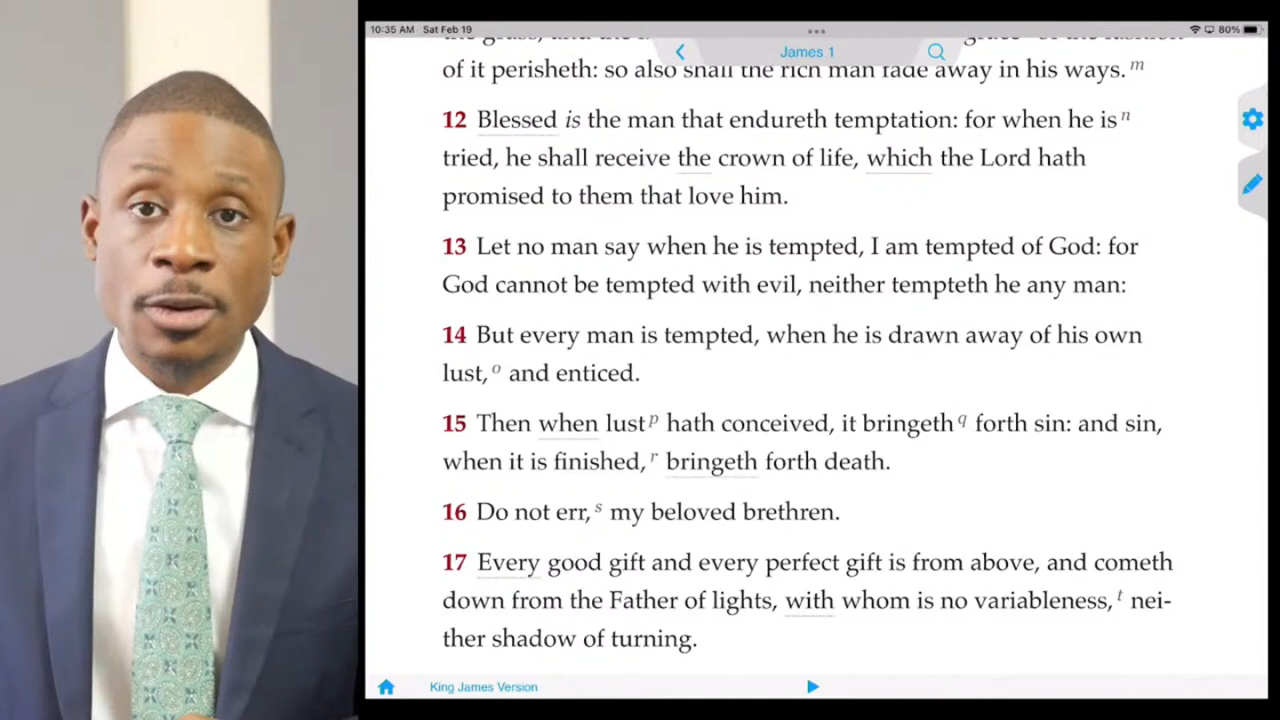 10:35 AM Sat Feb 19
80%
James 1
of it perisheth: so also shall the rich man fade away in his ways. m
12 Blessed is the man that endureth temptation: for when he is n
tried, he shall receive the crown of life, which the Lord hath
promised to them that love him.
13 Let no man say when he is tempted, I am tempted of God: for
God cannot be tempted with evil, neither tempteth he any man:
14 But every man is tempted, when he is drawn away of his own
lust, o and enticed.
15 Then when lust p hath conceived, it bringeth q forth sin: and sin,
when it is finished, r bringeth forth death.
16 Do not err, s my beloved brethren.
17 Every good gift and every perfect gift is from above, and cometh
down from the Father of lights, with whom is no variableness, t nei-
ther shadow of turning.
King James Version